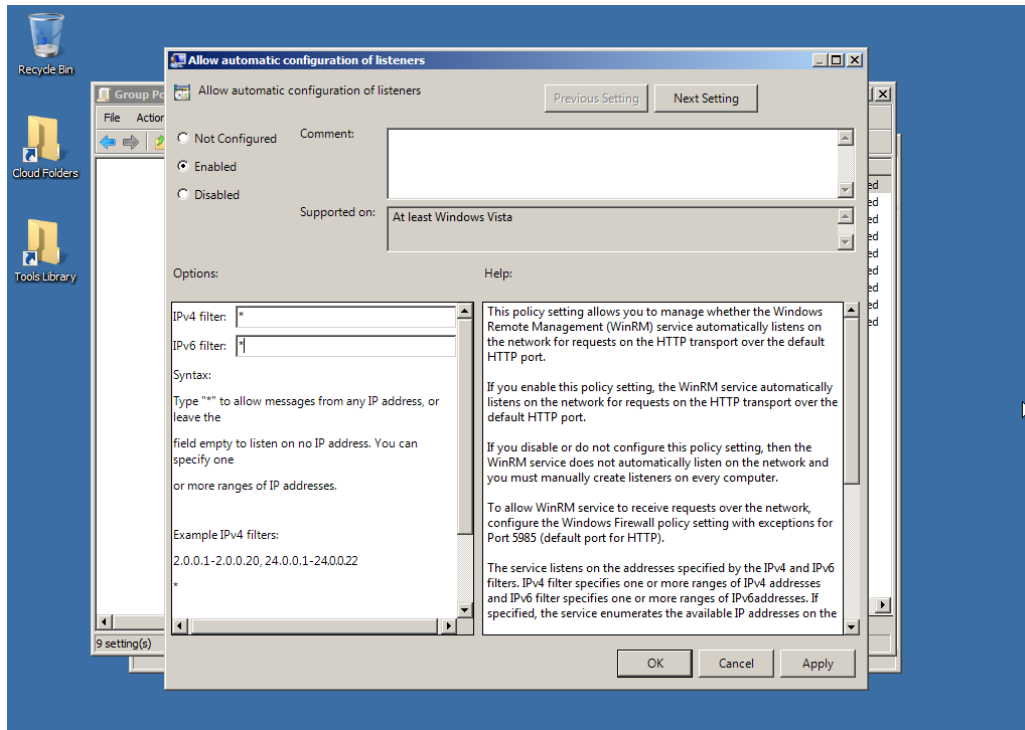 Recycle Bin
Cloud Folders
Tools Library
Group Po
File Action
9 setting(s)
ed
ed
ed
ed
ed
ed
ed
ed
ed
Allow automatic configuration of listeners
Allow automatic configuration of listeners
Previous Setting
Next Setting
Not Configured
Enabled
Disabled
Comment:
Supported on:
At least Windows Vista
Options:
Help:
IPv4 filter: *
IPv6 filter: *
Syntax:
Type "*" to allow messages from any IP address, or
leave the
field empty to listen on no IP address. You can
specify one
or more ranges of IP addresses.
Example IPv4 filters:
2.0.0.1-2.0.0.20, 24.0.0.1-24.0.0.22
*
This policy setting allows you to manage whether the Windows
Remote Management (WinRM) service automatically listens on
the network for requests on the HTTP transport over the default
HTTP port.
If you enable this policy setting, the WinRM service automatically
listens on the network for requests on the HTTP transport over the
default HTTP port.
If you disable or do not configure this policy setting, then the
WinRM service does not automatically listen on the network and
you must manually create listeners on every computer.
To allow WinRM service to receive requests over the network,
configure the Windows Firewall policy setting with exceptions for
Port 5985 (default port for HTTP).
The service listens on the addresses specified by the IPv4 and IPv6
filters. IPv4 filter specifies one or more ranges of IPv4 addresses
and IPv6 filter specifies one or more ranges of IPv6addresses. If
specified, the service enumerates the available IP addresses on the
OK
Cancel
Apply